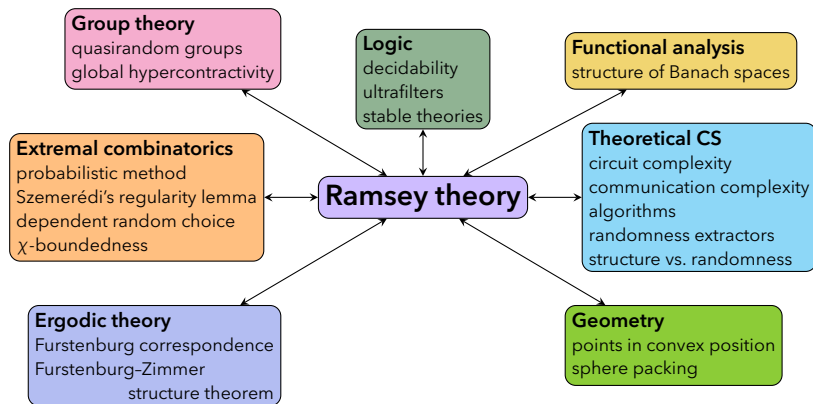 Group theory
quasirandom groups
global hypercontractivity
Logic
decidability
ultrafilters
stable theories
Functional analysis
structure of Banach spaces
Extremal combinatorics
probabilistic method
Szemerédi's regularity lemma
dependent random choice
χ-boundedness
Ramsey theory
Theoretical CS
circuit complexity
communication complexity
algorithms
randomness extractors
structure vs. randomness
Ergodic theory
Furstenburg correspondence
Furstenburg–Zimmer
structure theorem
Geometry
points in convex position
sphere packing